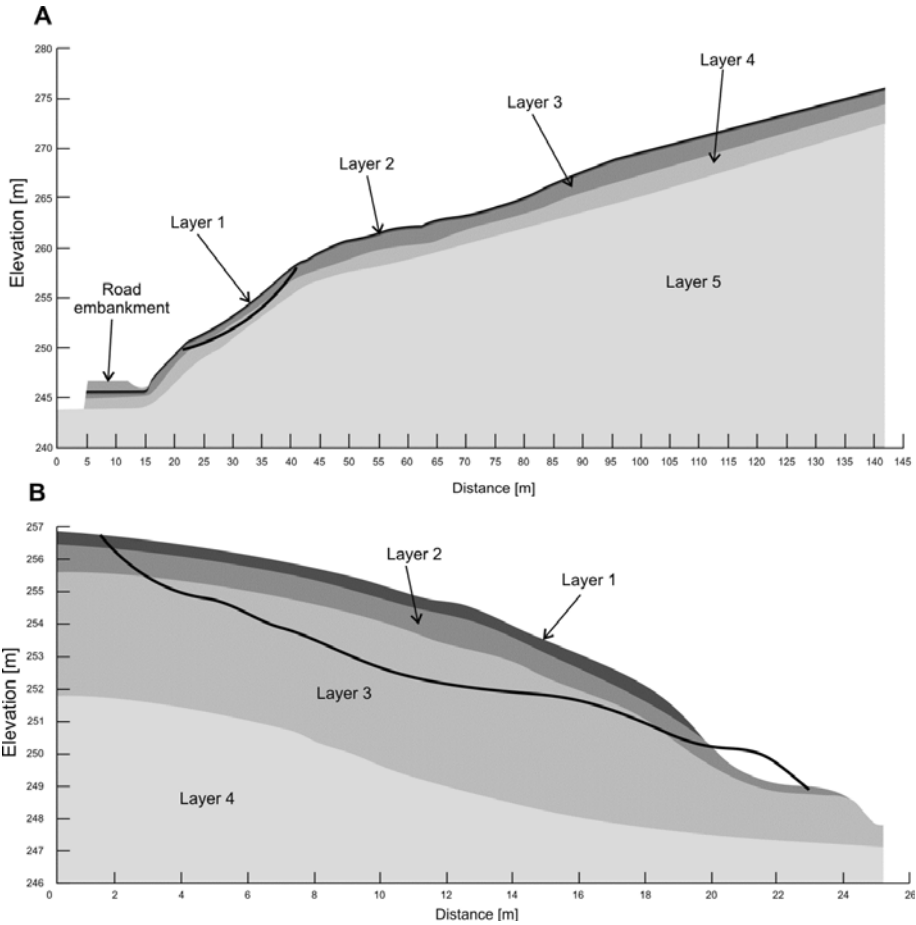 A
280
275
270
265
260
255
250
245
240
Elevation [m]
Layer 4
Layer 3
Layer 2
Layer 1
Layer 5
Road
embankment
0 5 10 15 20 25 30 35 40 45 50 55 60 65 70 75 80 85 90 95 100 105 110 115 120 125 130 135 140 145
Distance [m]
B
257
256
255
254
253
252
251
250
249
248
247
246
Elevation [m]
Layer 2
Layer 1
Layer 3
Layer 4
0 2 4 6 8 10 12 14 16 18 20 22 24 26
Distance [m]